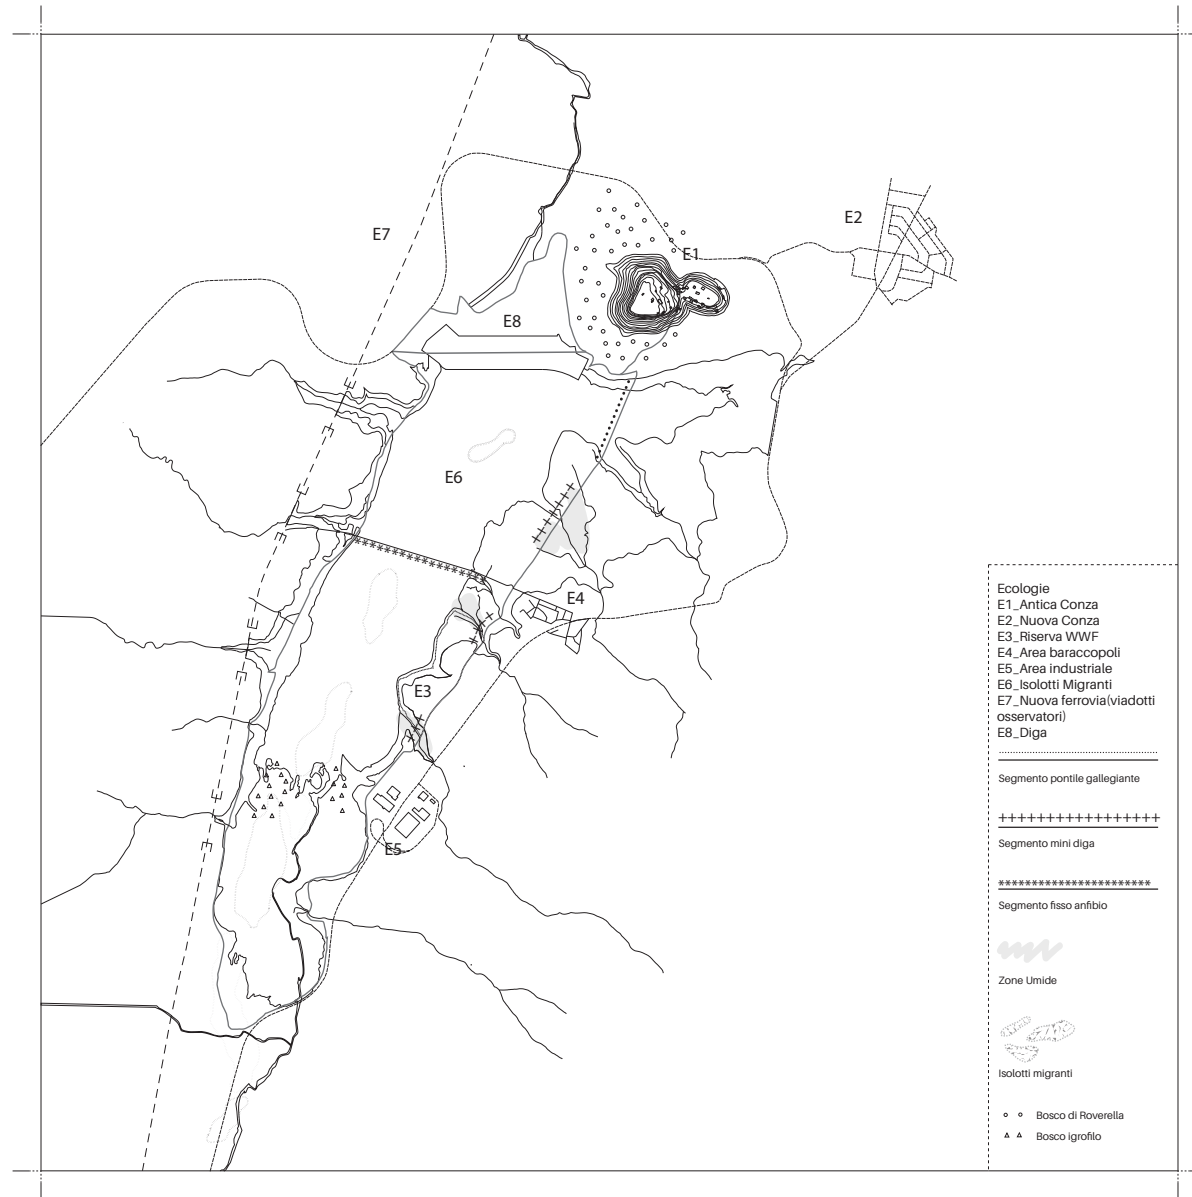 E2
E7
E1
E8
E6
E4
E3
E5
Ecologie
E1_Antica Conza
E2_Nuova Conza
E3_Riserva WWF
E4_Area baraccopoli
E5_Area industriale
E6_Isolotti Migranti
E7_Nuova ferrovia(viadotti
osservatori)
E8_Diga
Segmento pontile gallegiante
Segmento mini diga
Segmento fisso anfibio
Zone Umide
Isolotti migranti
Bosco di Roverella
Bosco igrofilo